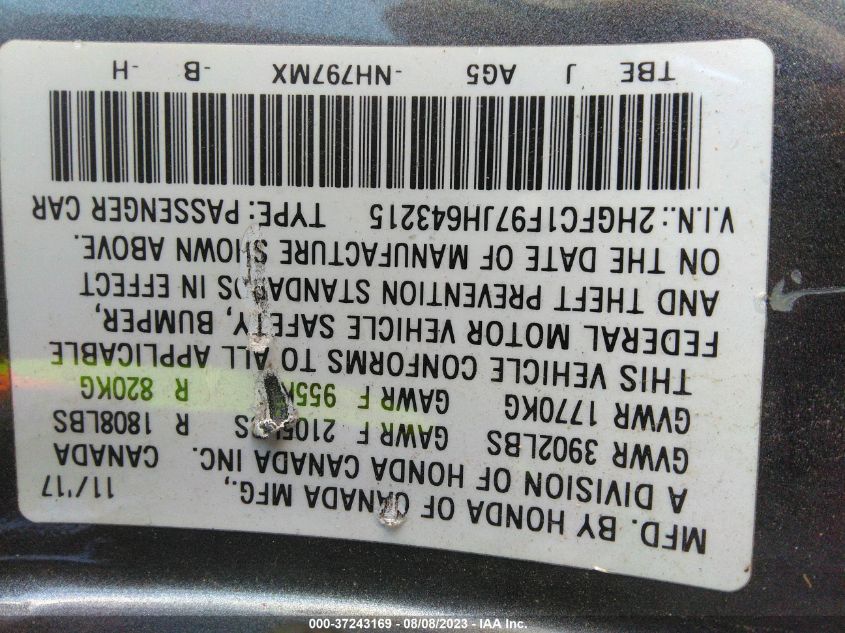 MFD. BY HONDA OF CANADA MFG., 11/'17
A DIVISION OF HONDA CANADA INC. CANADA
GVWR 3902LBS GAWR F 2105LBS R 1808LBS
GVWR 1770KG GAWR F 955K R 820KG
THIS VEHICLE CONFORMS TO ALL APPLICABLE
FEDERAL MOTOR VEHICLE SAFETY, BUMPER,
AND THEFT PREVENTION STANDARDS IN EFFECT
ON THE DATE OF MANUFACTURE SHOWN ABOVE.
V.I.N.: 2HGFC1F97JH643215 TYPE: PASSENGER CAR
TBE J AG5 -NH797MX -B -H
000-37243169 - 08/08/2023 - IAA Inc.